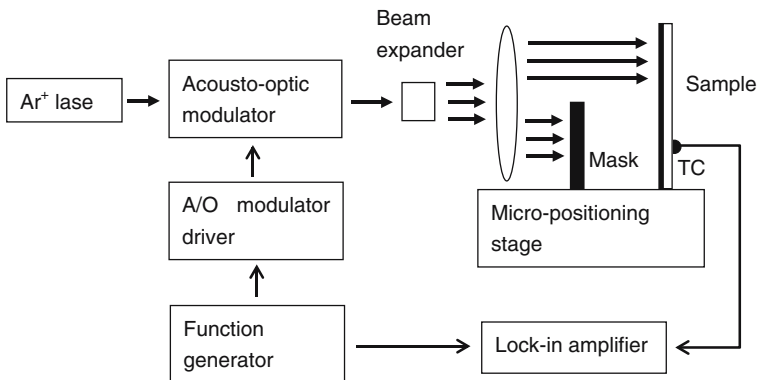 Beam
expander
Ar+ lase
Acousto-optic
modulator
Sample
Mask
TC
A/O modulator
driver
Micro-positioning
stage
Function
generator
Lock-in amplifier